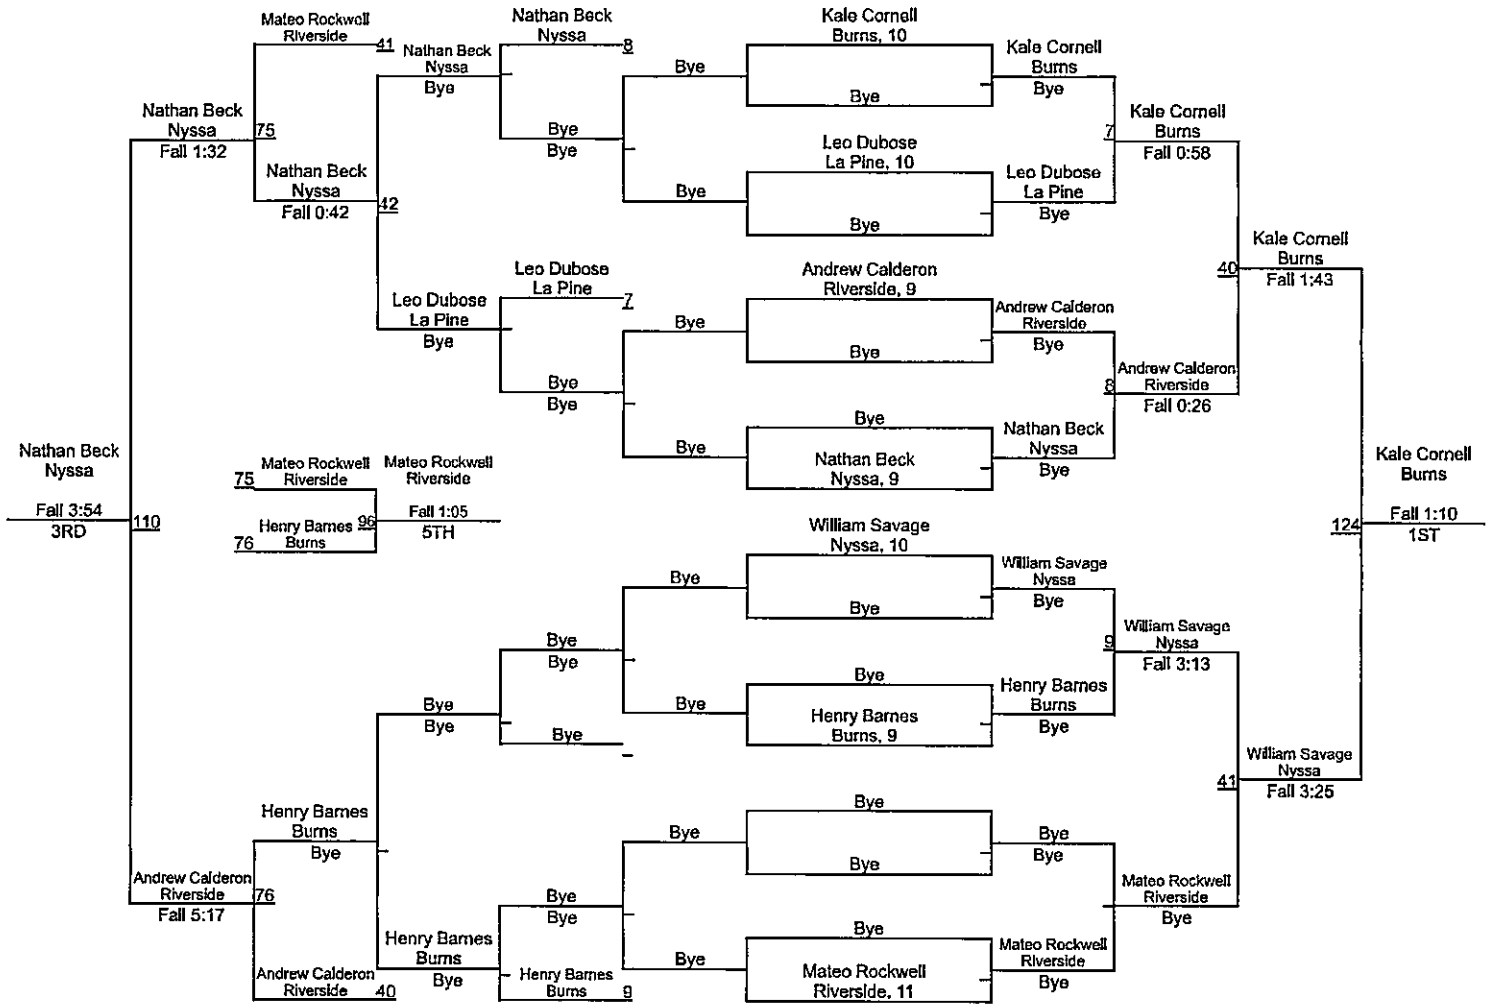 Mateo Rockwell
Riverside
41
Nathan Beck
Nyssa
Bye
Nathan Beck
Nyssa
8
Bye
Bye
Bye
Kale Cornell
Burns, 10
Bye
Kale Cornell
Burns
Bye
Kale Cornell
Burns
7
Fall 0:58
Nathan Beck
Nyssa
75
Fall 1:32
Nathan Beck
Nyssa
Fall 0:42
42
Bye
Leo Dubose
La Pine, 10
Bye
Leo Dubose
La Pine
Bye
Kale Cornell
Burns
40
Fall 1:43
Leo Dubose
La Pine
Bye
Leo Dubose
La Pine
7
Bye
Bye
Bye
Andrew Calderon
Riverside, 9
Bye
Andrew Calderon
Riverside
Bye
Andrew Calderon
Riverside
8
Fall 0:26
Bye
Bye
Nathan Beck
Nyssa, 9
Nathan Beck
Nyssa
Bye
Nathan Beck
Nyssa
Fall 3:54
3RD
110
Mateo Rockwell
Riverside
75
Henry Barnes
Burns
76
96
Mateo Rockwell
Riverside
Fall 1:05
5TH
Kale Cornell
Burns
124
Fall 1:10
1ST
William Savage
Nyssa, 10
Bye
Bye
William Savage
Nyssa
Bye
William Savage
Nyssa
9
Fall 3:13
Bye
Bye
Bye
Bye
Bye
Bye
Bye
Henry Barnes
Burns, 9
Henry Barnes
Burns
Bye
William Savage
Nyssa
41
Fall 3:25
Henry Barnes
Burns
Bye
Andrew Calderon
Riverside
76
Fall 5:17
Andrew Calderon
Riverside
40
Henry Barnes
Burns
Bye
Bye
Bye
Henry Barnes
Burns
9
Bye
Bye
Bye
Bye
Bye
Bye
Bye
Mateo Rockwell
Riverside, 11
Mateo Rockwell
Riverside
Bye
Mateo Rockwell
Riverside
Bye